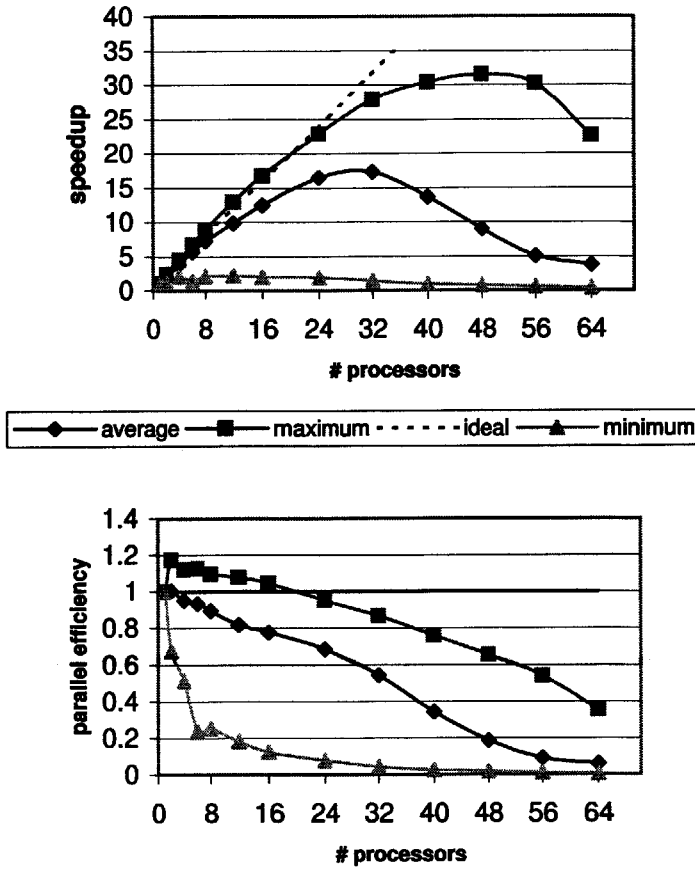 40
35
30
25
20
15
10
5
0
speedup
0 8 16 24 32 40 48 56 64
# processors
average maximum ideal minimum
1.4
1.2
1
0.8
0.6
0.4
0.2
0
parallel efficiency
0 8 16 24 32 40 48 56 64
# processors